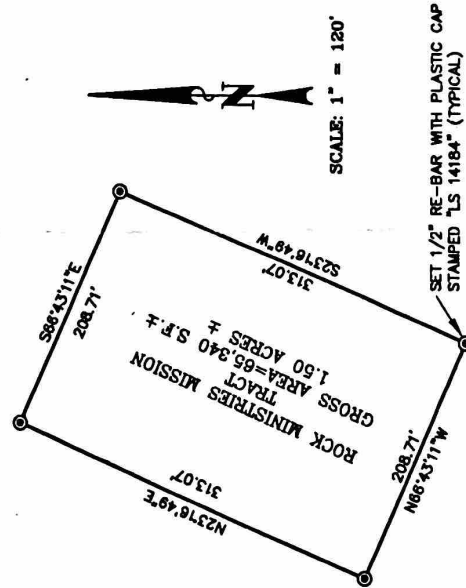 S66°43'11"E
208.71'
N23°16'49"E
313.07'
ROCK MINISTRIES MISSION
TRACT
GROSS AREA=65,340 S.F.±
1.50 ACRES ±
313.07'
S23°16'49"W
208.71'
N66°43'11"W
N
SCALE: 1" = 120'
SET 1/2" RE-BAR WITH PLASTIC CAP
STAMPED "LS 14184" (TYPICAL)